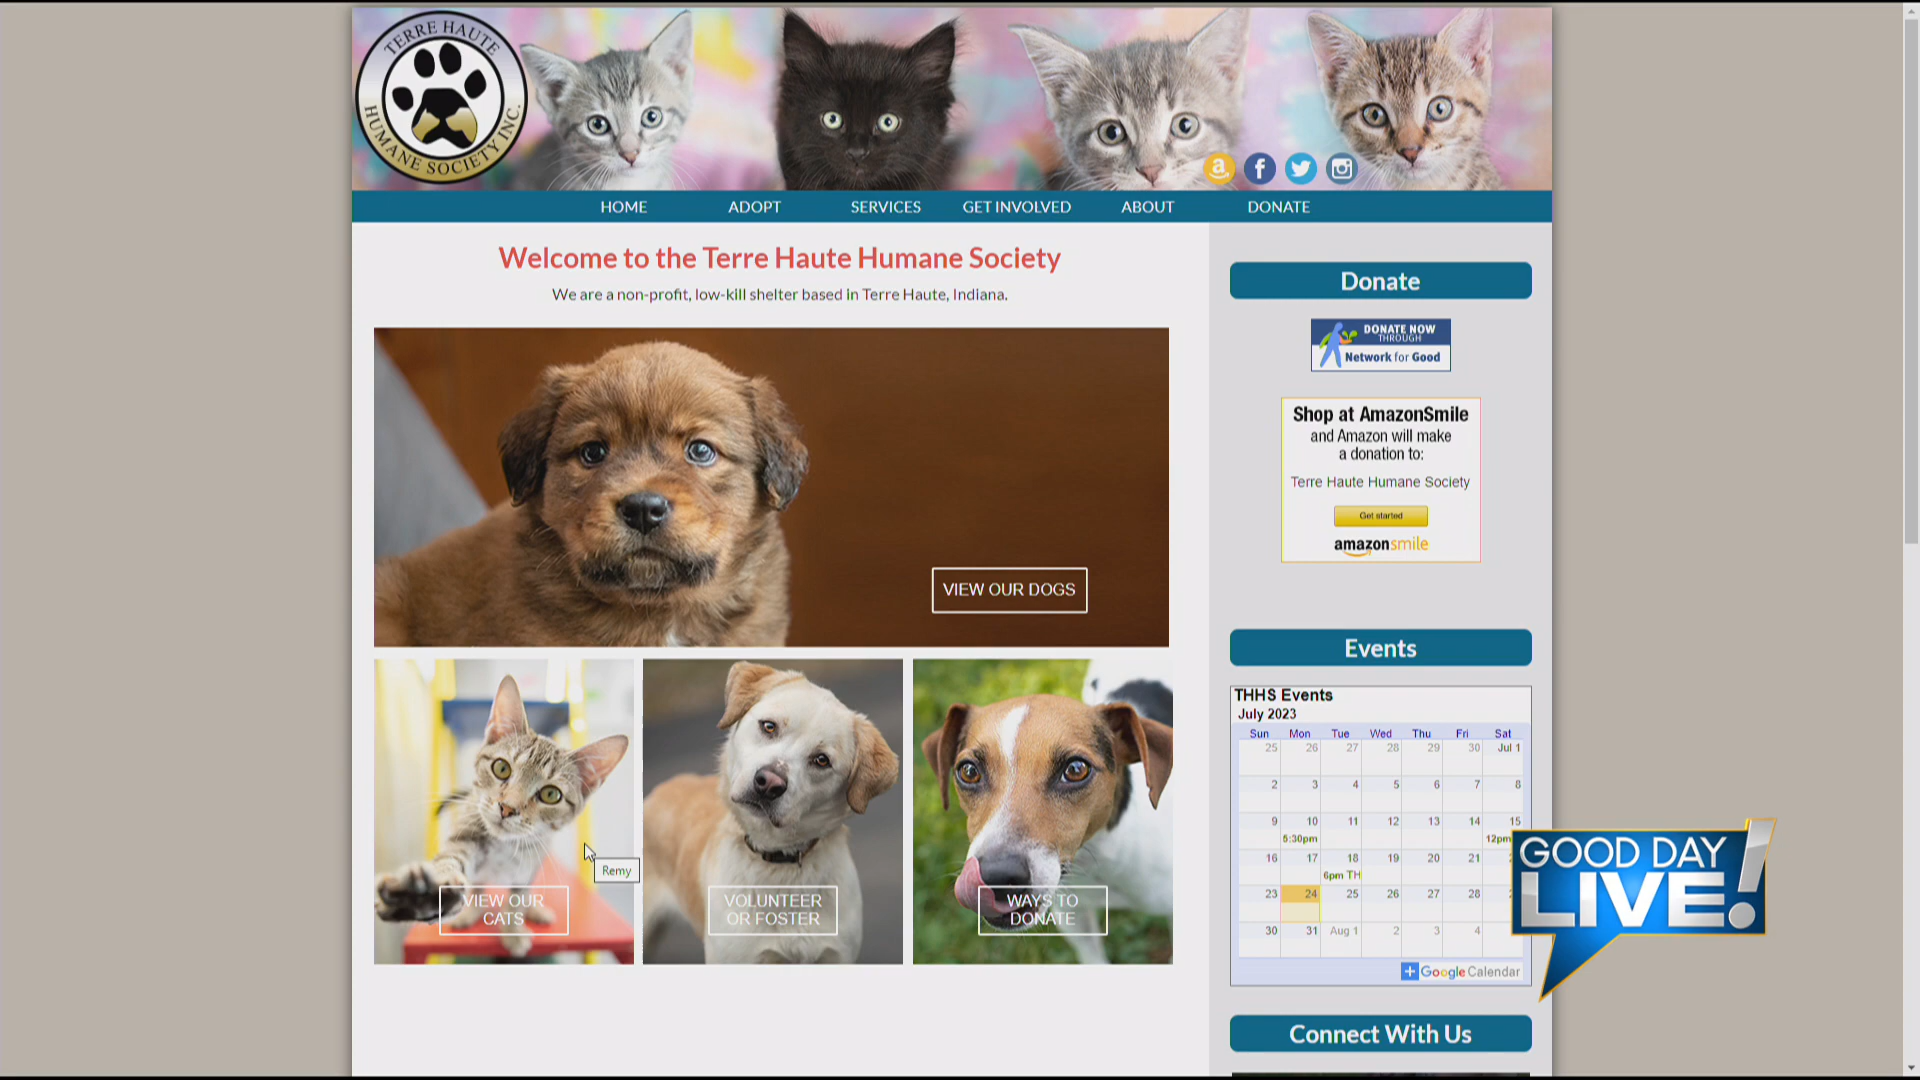 TERRE HAUTE
HUMANE SOCIETY INC.
HOME ADOPT SERVICES GET INVOLVED ABOUT DONATE
Welcome to the Terre Haute Humane Society
We are a non-profit, low-kill shelter based in Terre Haute, Indiana.
VIEW OUR DOGS
Remy
VIEW OUR
CATS
VOLUNTEER
OR FOSTER
WAYS TO
DONATE
Donate
DONATE NOW
THROUGH
Network for Good
Shop at AmazonSmile
and Amazon will make
a donation to:
Terre Haute Humane Society
Get started
amazonsmile
Events
THHS Events
July 2023
Sun Mon Tue Wed Thu Fri Sat
25 26 27 28 29 30 Jul 1
2 3 4 5 6 7 8
9 10 11 12 13 14 15
5:30pm 12pm
16 17 18 19 20 21
6pm TH
23 24 25 26 27 28
30 31 Aug 1 2 3 4
Google Calendar
GOOD DAY
LIVE!
Connect With Us